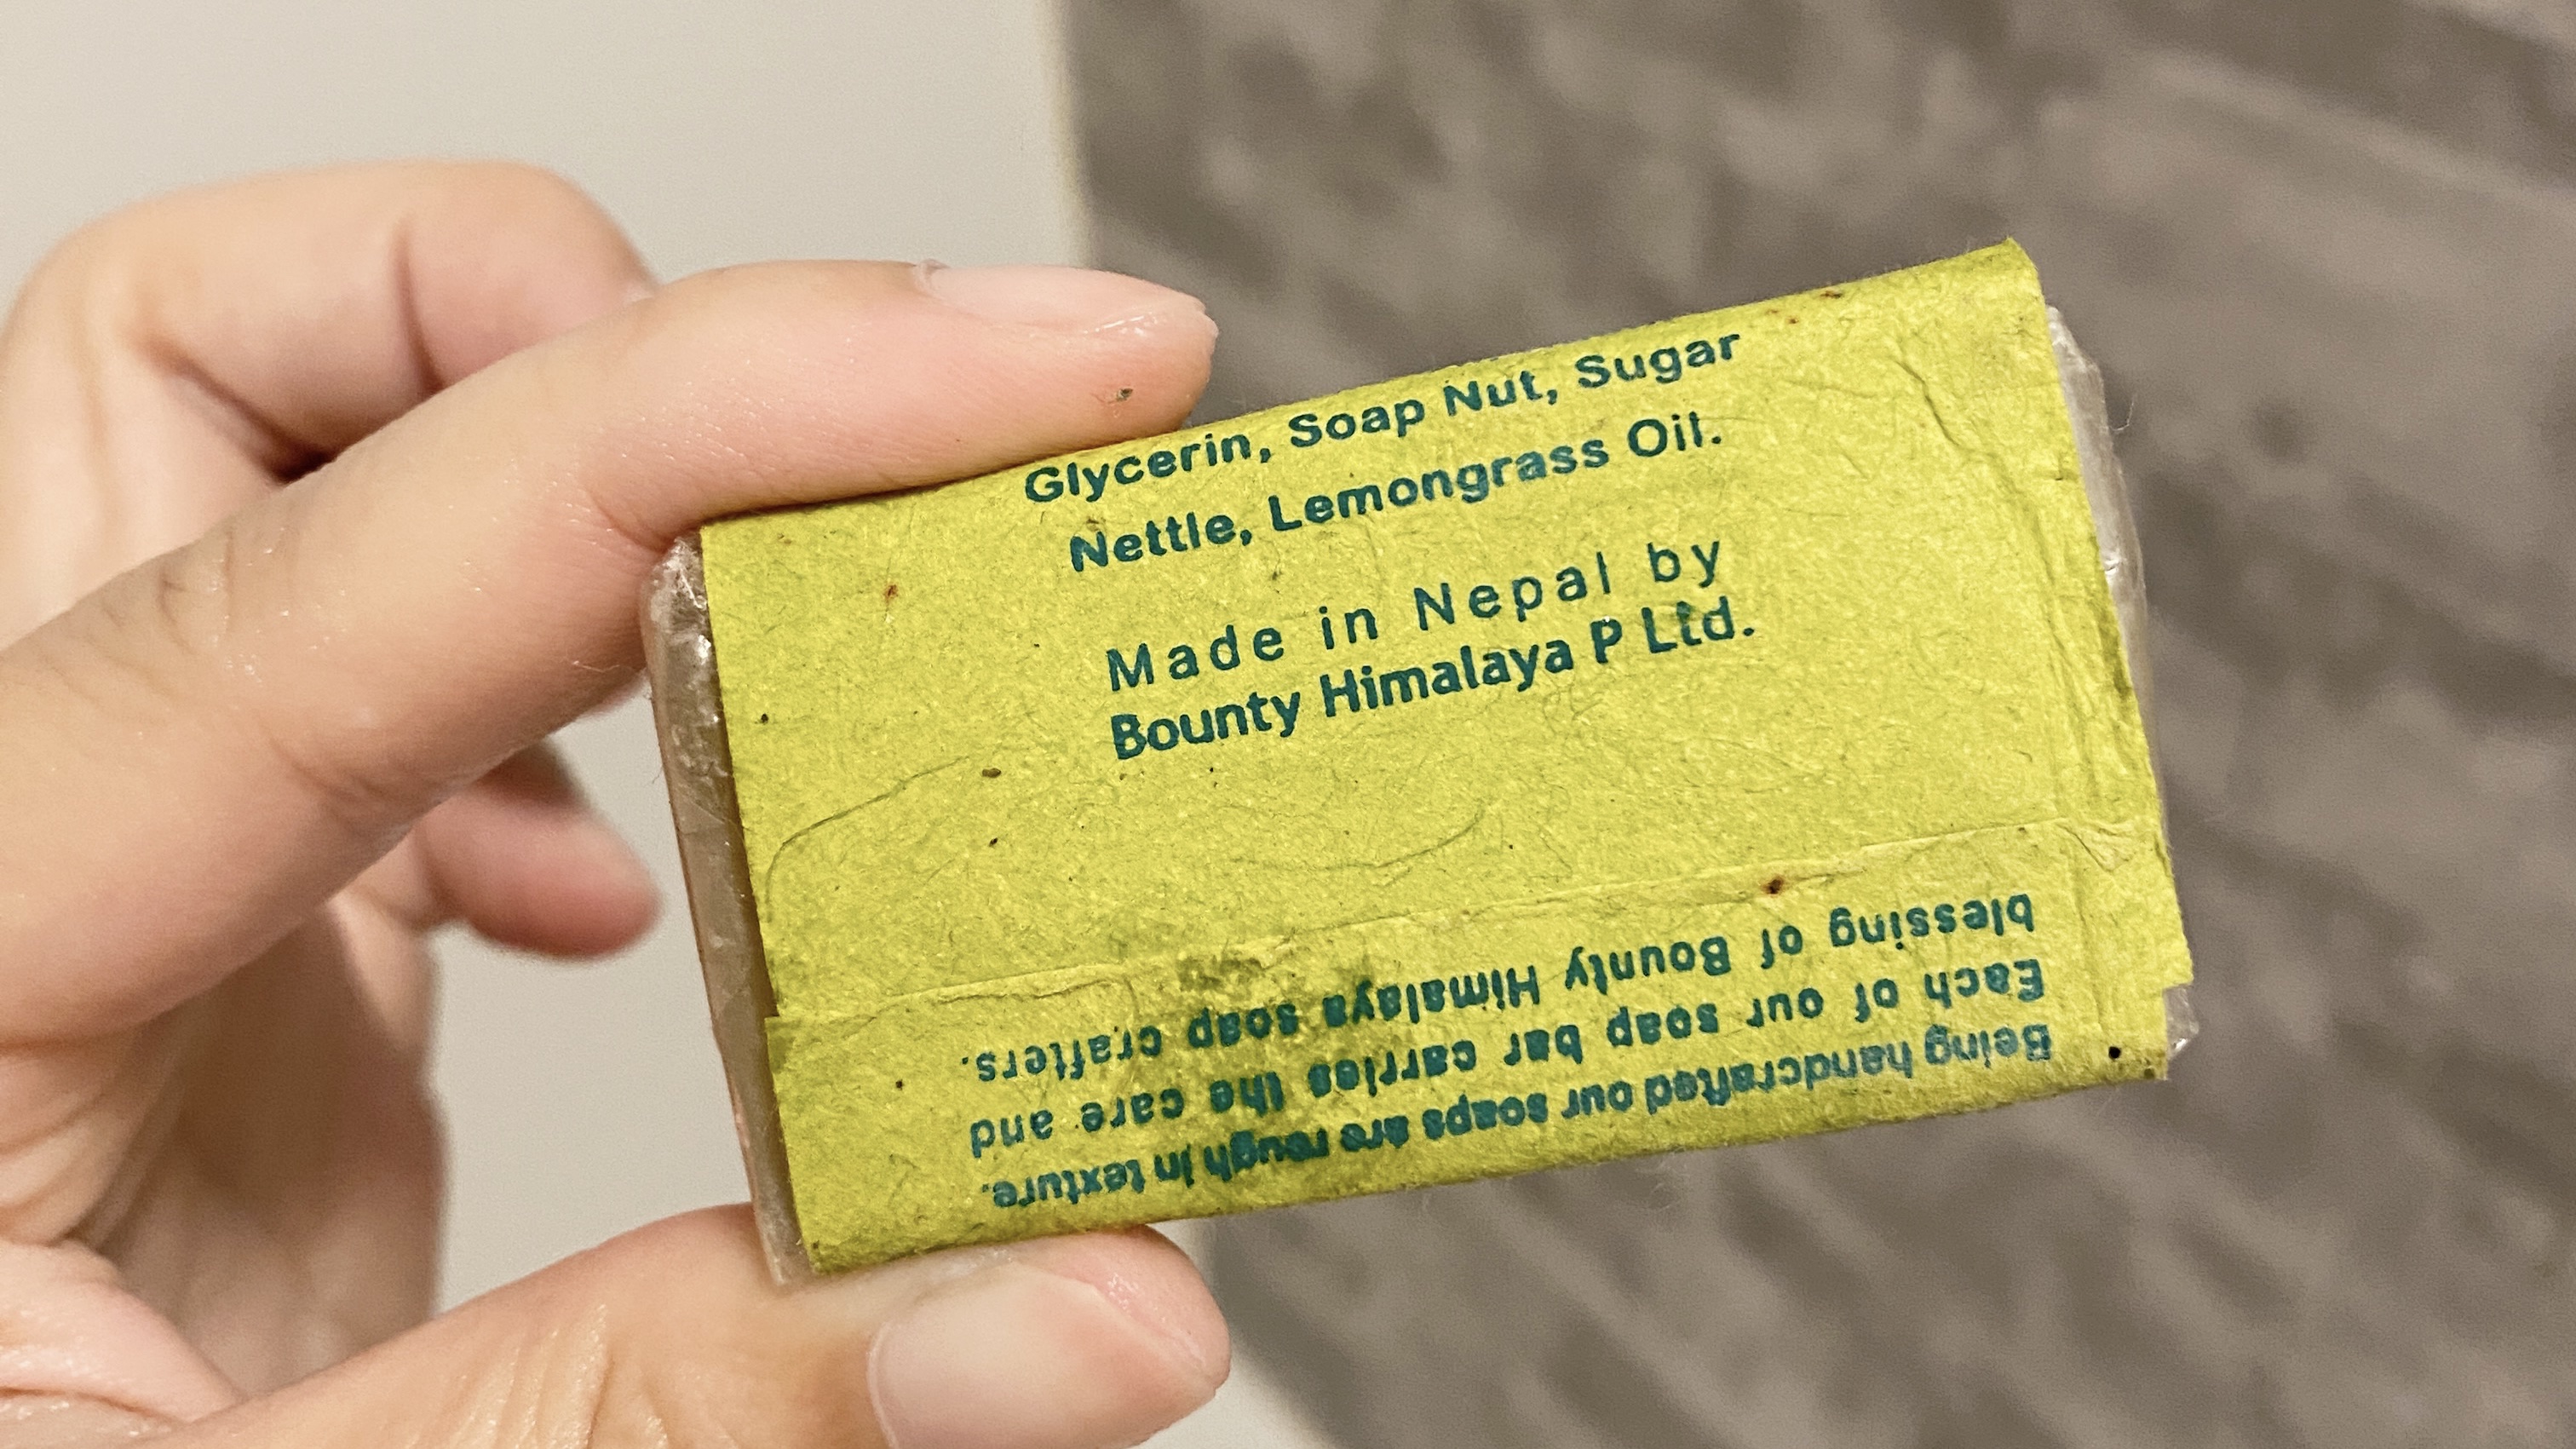 Glycerin, Soap Nut, Sugar
Nettle, Lemongrass Oil.
Made in Nepal by
Bounty Himalaya P Ltd.
Being handcrafted our soaps are rough in texture.
Each of our soap bar carries the care and
blessing of Bounty Himalaya soap crafters.